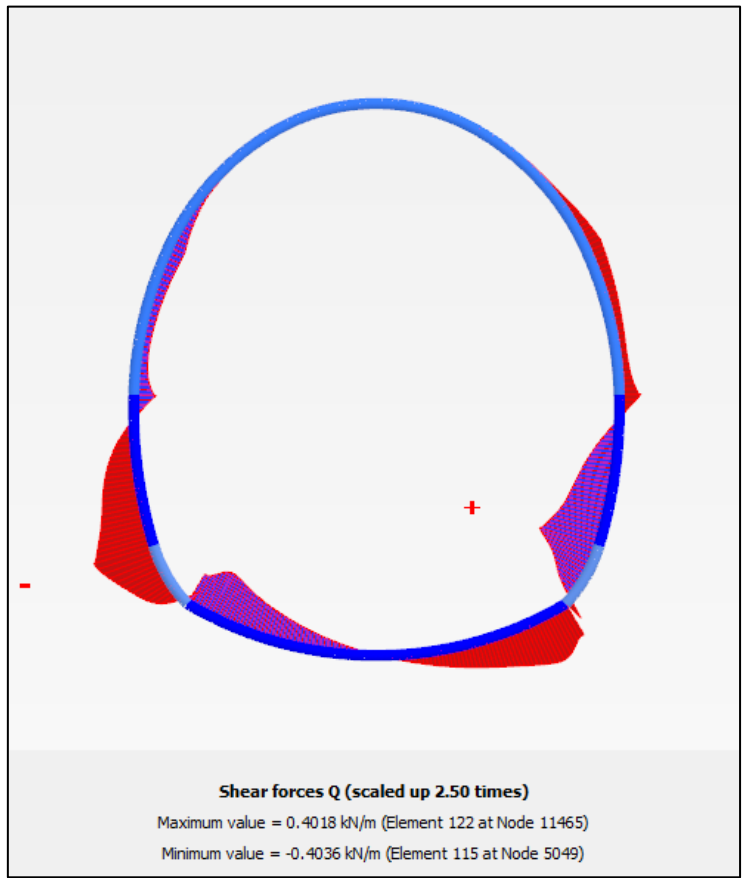 +
-
Shear forces Q (scaled up 2.50 times)
Maximum value = 0.4018 kN/m (Element 122 at Node 11465)
Minimum value = -0.4036 kN/m (Element 115 at Node 5049)